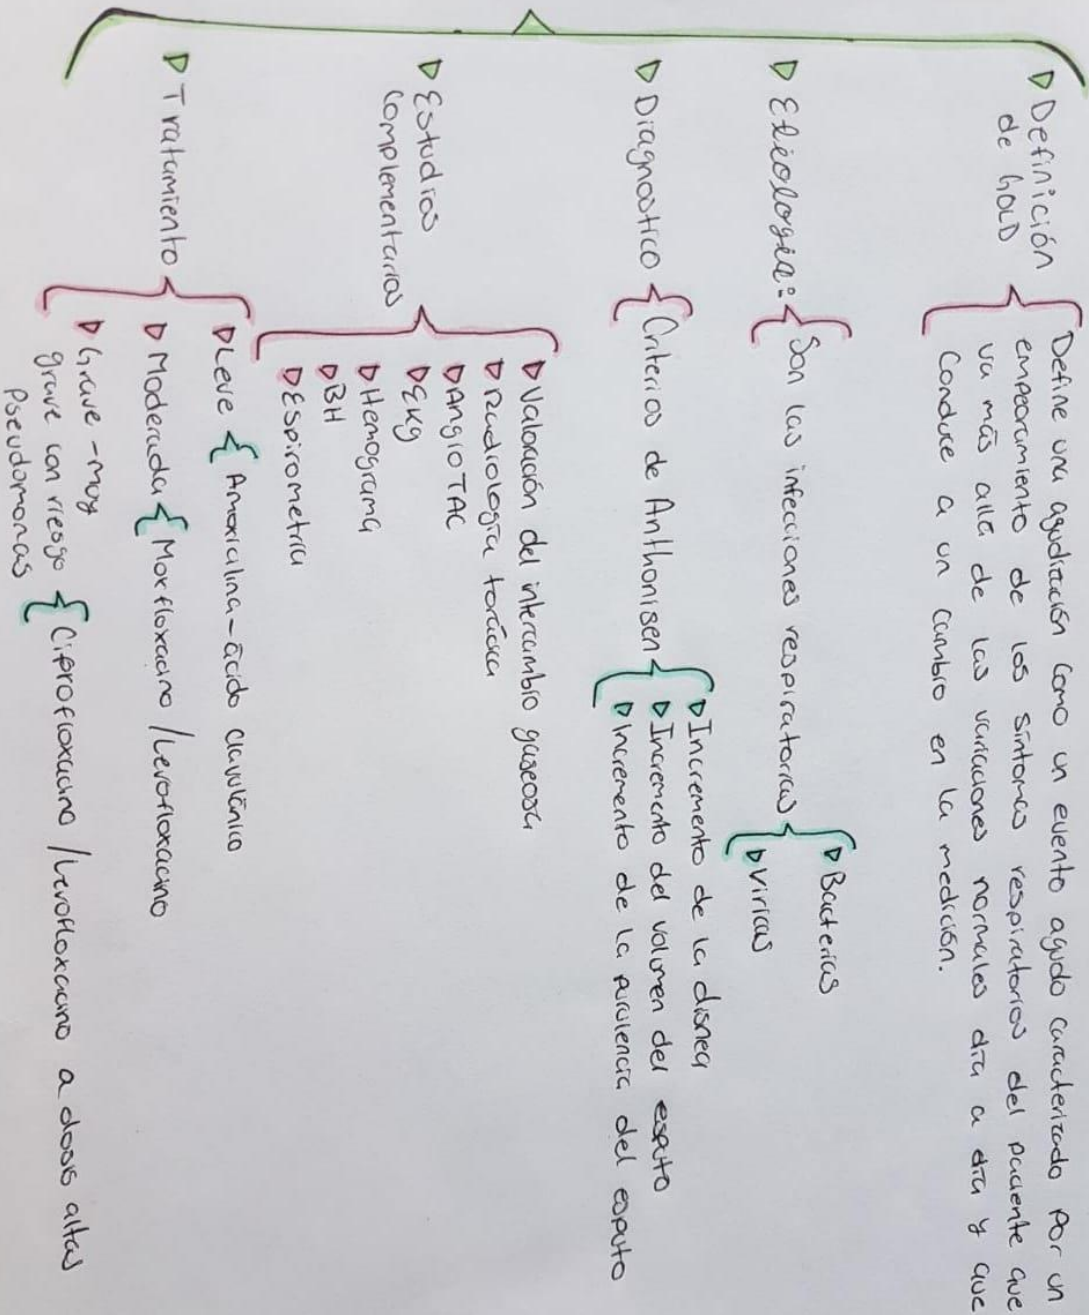 Definición
de GOLD
Define una agudización como un evento agudo caracterizado por un
empeoramiento de los síntomas respiratorios del paciente que
va más allá de las variaciones normales día a día y que
Conduce a un cambio en la medición.
Etiología:
Son las infecciones respiratorias
Bacterias
Viricas
Diagnostico
Criterios de Anthonisen
Incremento de la disnea
Incremento del volumen del esputo
Incremento de la purulencia del esputo
Estudios
Complementarios
Valoración del intercambio gaseoso
Radiología torácica
AngioTAC
EKG
Hemograma
BH
Espirometria
Tratamiento
Leve
Amoxicilina-ácido clavulánico
Moderada
Moxfloxacino /Levofloxacino
Grave-muy
grave con riesgo
Pseudomonas
Ciprofloxacino /Levofloxacino a dosis altas